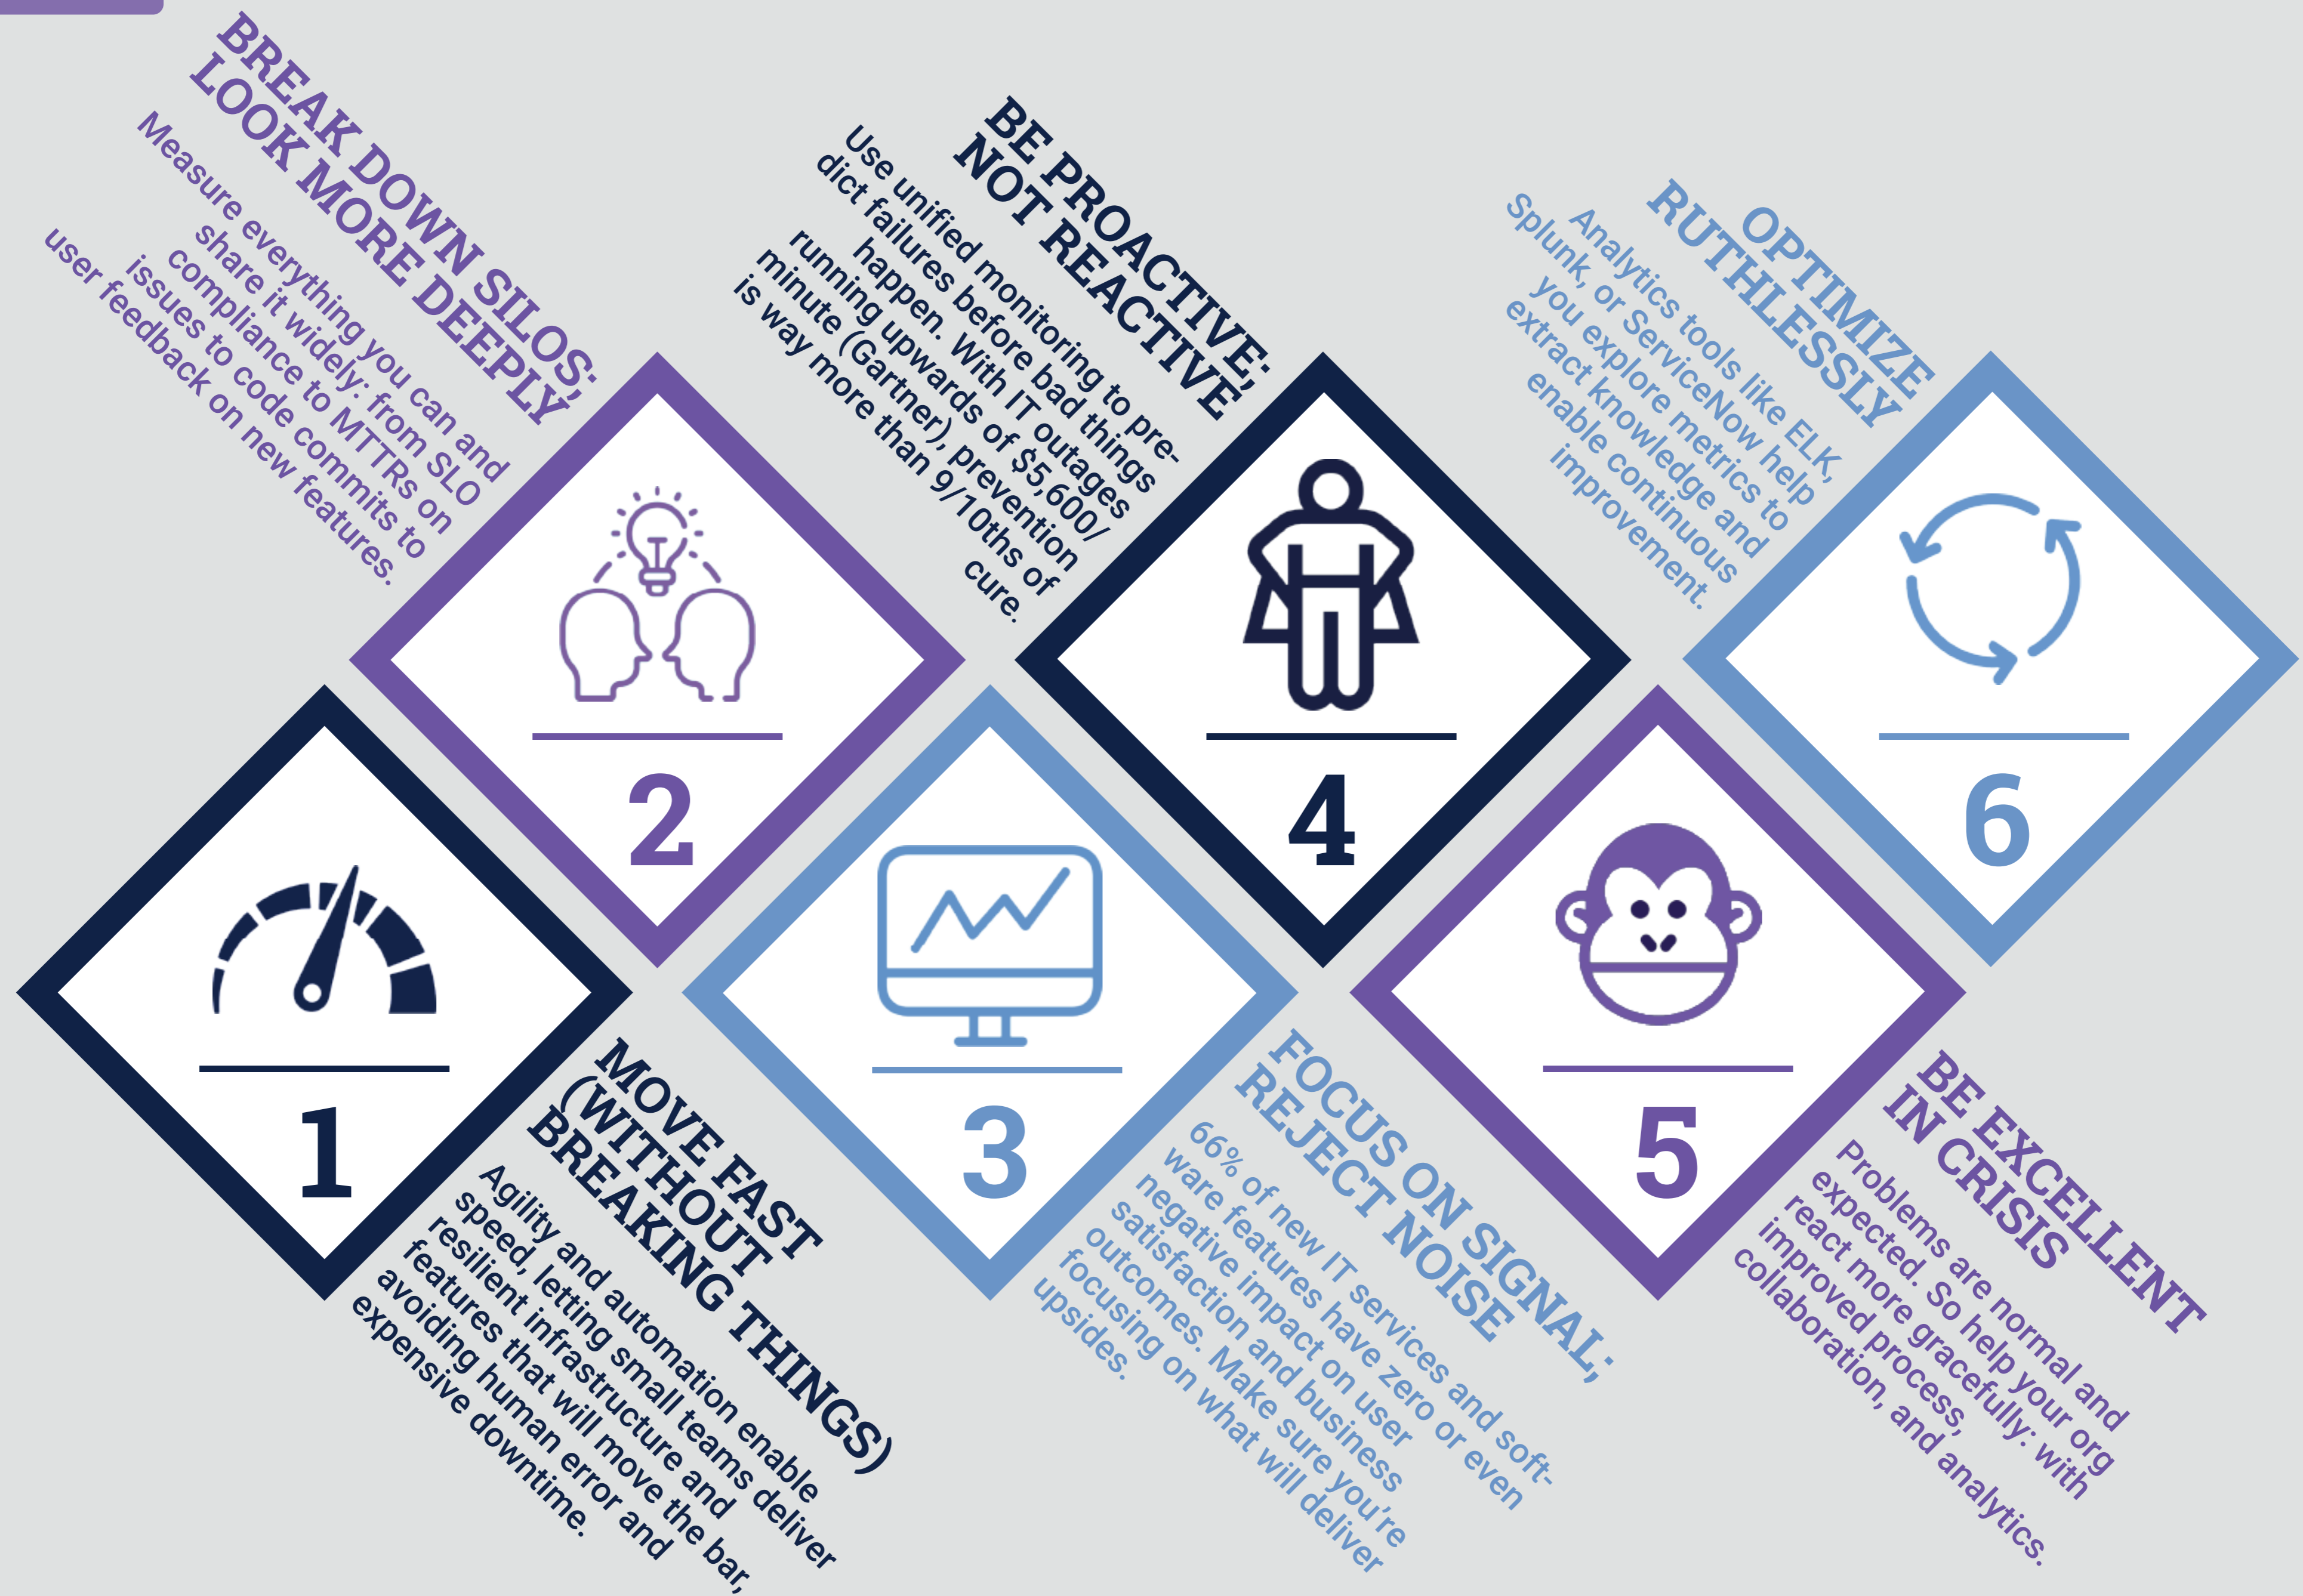 1
MOVE FAST
(WITHOUT
BREAKING THINGS)
Agility and automation enable
speed, letting small teams deliver
resilient infrastructure and
features that will move the bar,
avoiding human error and
expensive downtime.
2
BREAK DOWN SILOS;
LOOK MORE DEEPLY
Measure everything you can and
share it widely: from SLO
compliance to MTTRs on
issues to code commits to
user feedback on new features.
3
FOCUS ON SIGNAL;
REJECT NOISE
66% of new IT services and soft-
ware features have zero or even
negative impact on user
satisfaction and business
outcomes. Make sure you're
focusing on what will deliver
upsides.
4
BE PROACTIVE;
NOT REACTIVE
Use unified monitoring to pre-
dict failures before bad things
happen. With IT outages
running upwards of $5,600/
minute (Gartner), prevention
is way more than 9/10ths of
cure.
5
BE EXCELLENT
IN CRISIS
Problems are normal and
expected. So help your org
react more gracefully: with
improved process,
collaboration, and analytics.
6
OPTIMIZE
RUTHLESSLY
Analytics tools like ELK,
Splunk, or ServiceNow help
you explore metrics to
extract knowledge and
enable continuous
improvement.